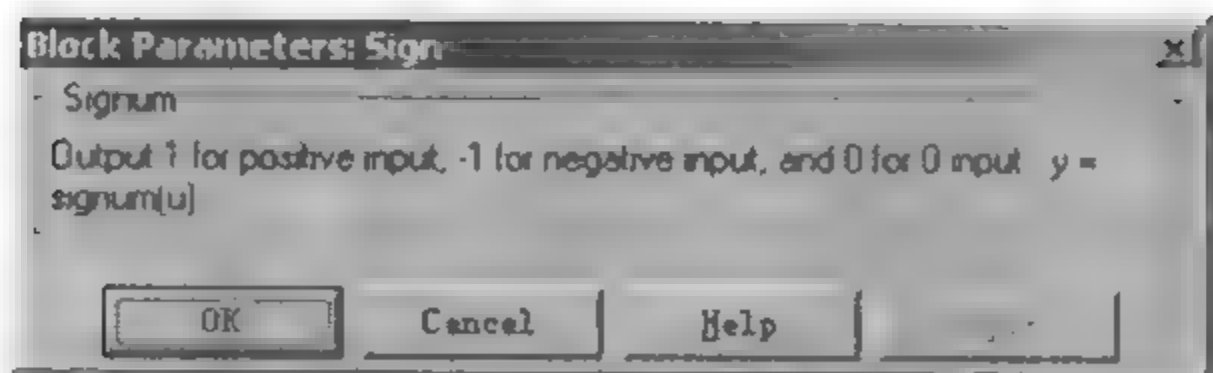 Block Parameters: Sign
Signum
Output 1 for positive input, -1 for negative input, and 0 for 0 input y =
signum(u)
OK
Cancel
Help